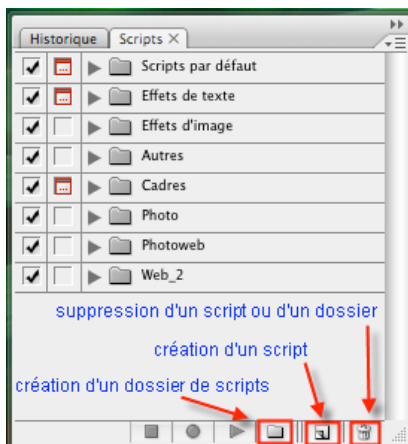 Historique Scripts
Scripts par défaut
Effets de texte
Effets d'image
Autres
Cadres
Photo
Photoweb
Web_2
suppression d'un script ou d'un dossier
création d'un script
création d'un dossier de scripts